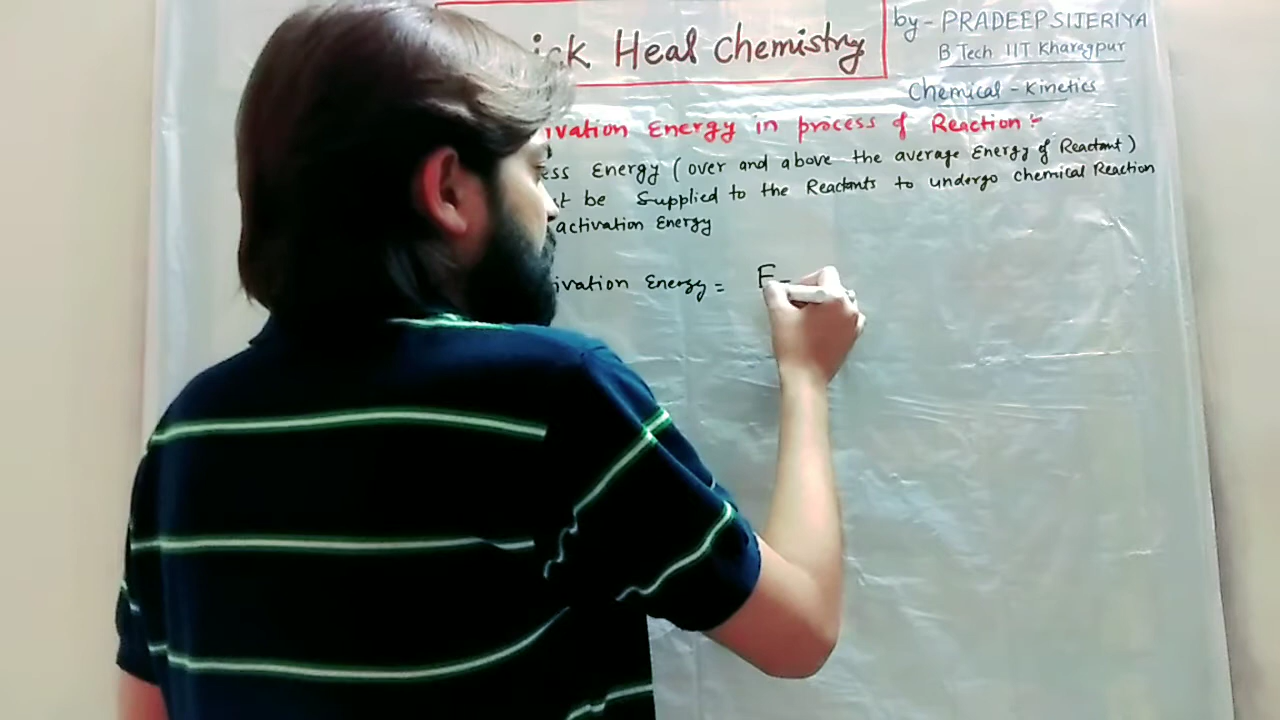 Heal Chemistry
by- PRADEEP SIJERIYA
B Tech IIT Kharagpur
Chemical - Kinetics
ivation Energy in process of Reaction :-
ess Energy (over and above the average Energy of Reactant)
be Supplied to the Reactants to undergo chemical Reaction
activation Energy
ivation Energy = E